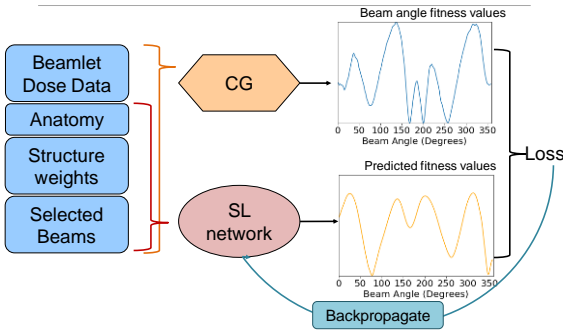 Beam angle fitness values
Beamlet
Dose Data
Anatomy
Structure
weights
Selected
Beams
CG
0 50 100 150 200 250 300 350
Beam Angle (Degrees)
Predicted fitness values
SL
network
0 50 100 150 200 250 300 350
Beam Angle (Degrees)
Loss
Backpropagate